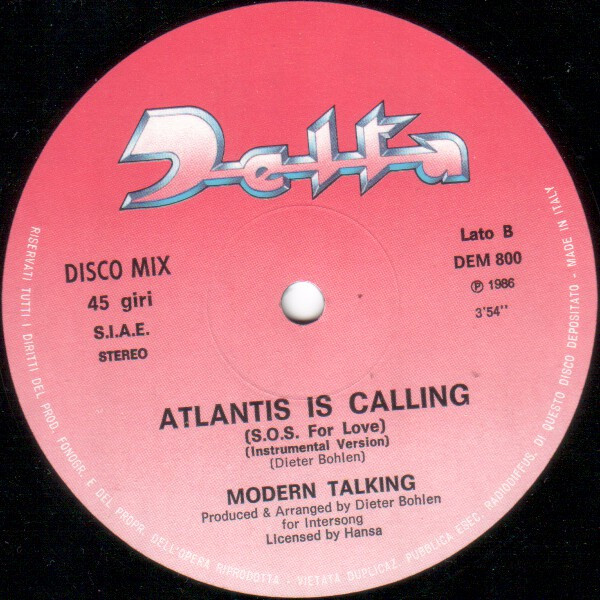 Delta
DISCO MIX
45 giri
S.I.A.E.
STEREO
Lato B
DEM 800
℗ 1986
3'54''
ATLANTIS IS CALLING
(S.O.S. For Love)
(Instrumental Version)
(Dieter Bohlen)
MODERN TALKING
Produced & Arranged by Dieter Bohlen
for Intersong
Licensed by Hansa
RISERVATI TUTTI I DIRITTI DEL PROD. FONOGR. E DEL PROPR. DELL'OPERA RIPRODOTTA - VIETATA DUPLICAZ. PUBBLICA ESEC. RADIODIFFUS. DI QUESTO DISCO DEPOSITATO - MADE IN ITALY